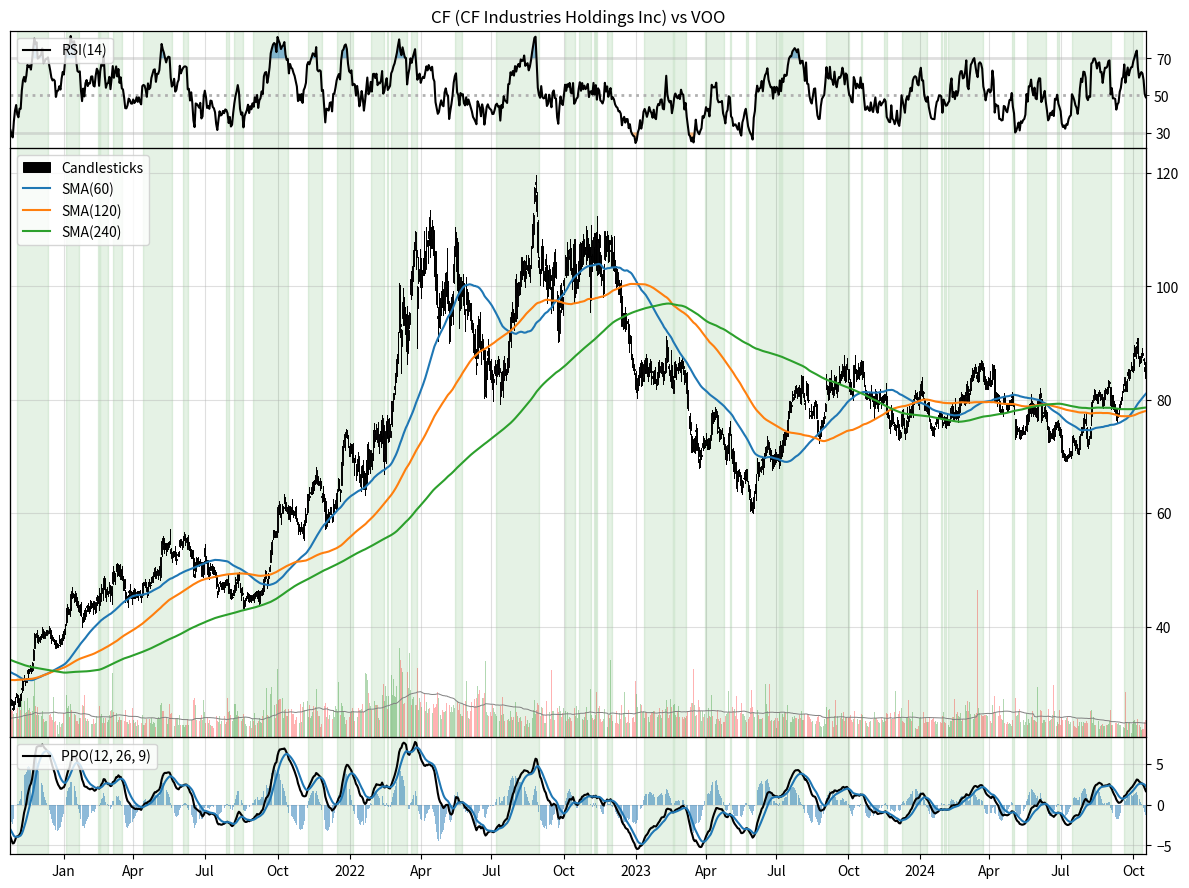 CF (CF Industries Holdings Inc) vs VOO
RSI(14)
70
50
30
Candlesticks
SMA(60)
SMA(120)
SMA(240)
120
100
80
60
40
PPO(12, 26, 9)
5
0
−5
Jan Apr Jul Oct 2022 Apr Jul Oct 2023 Apr Jul Oct 2024 Apr Jul Oct